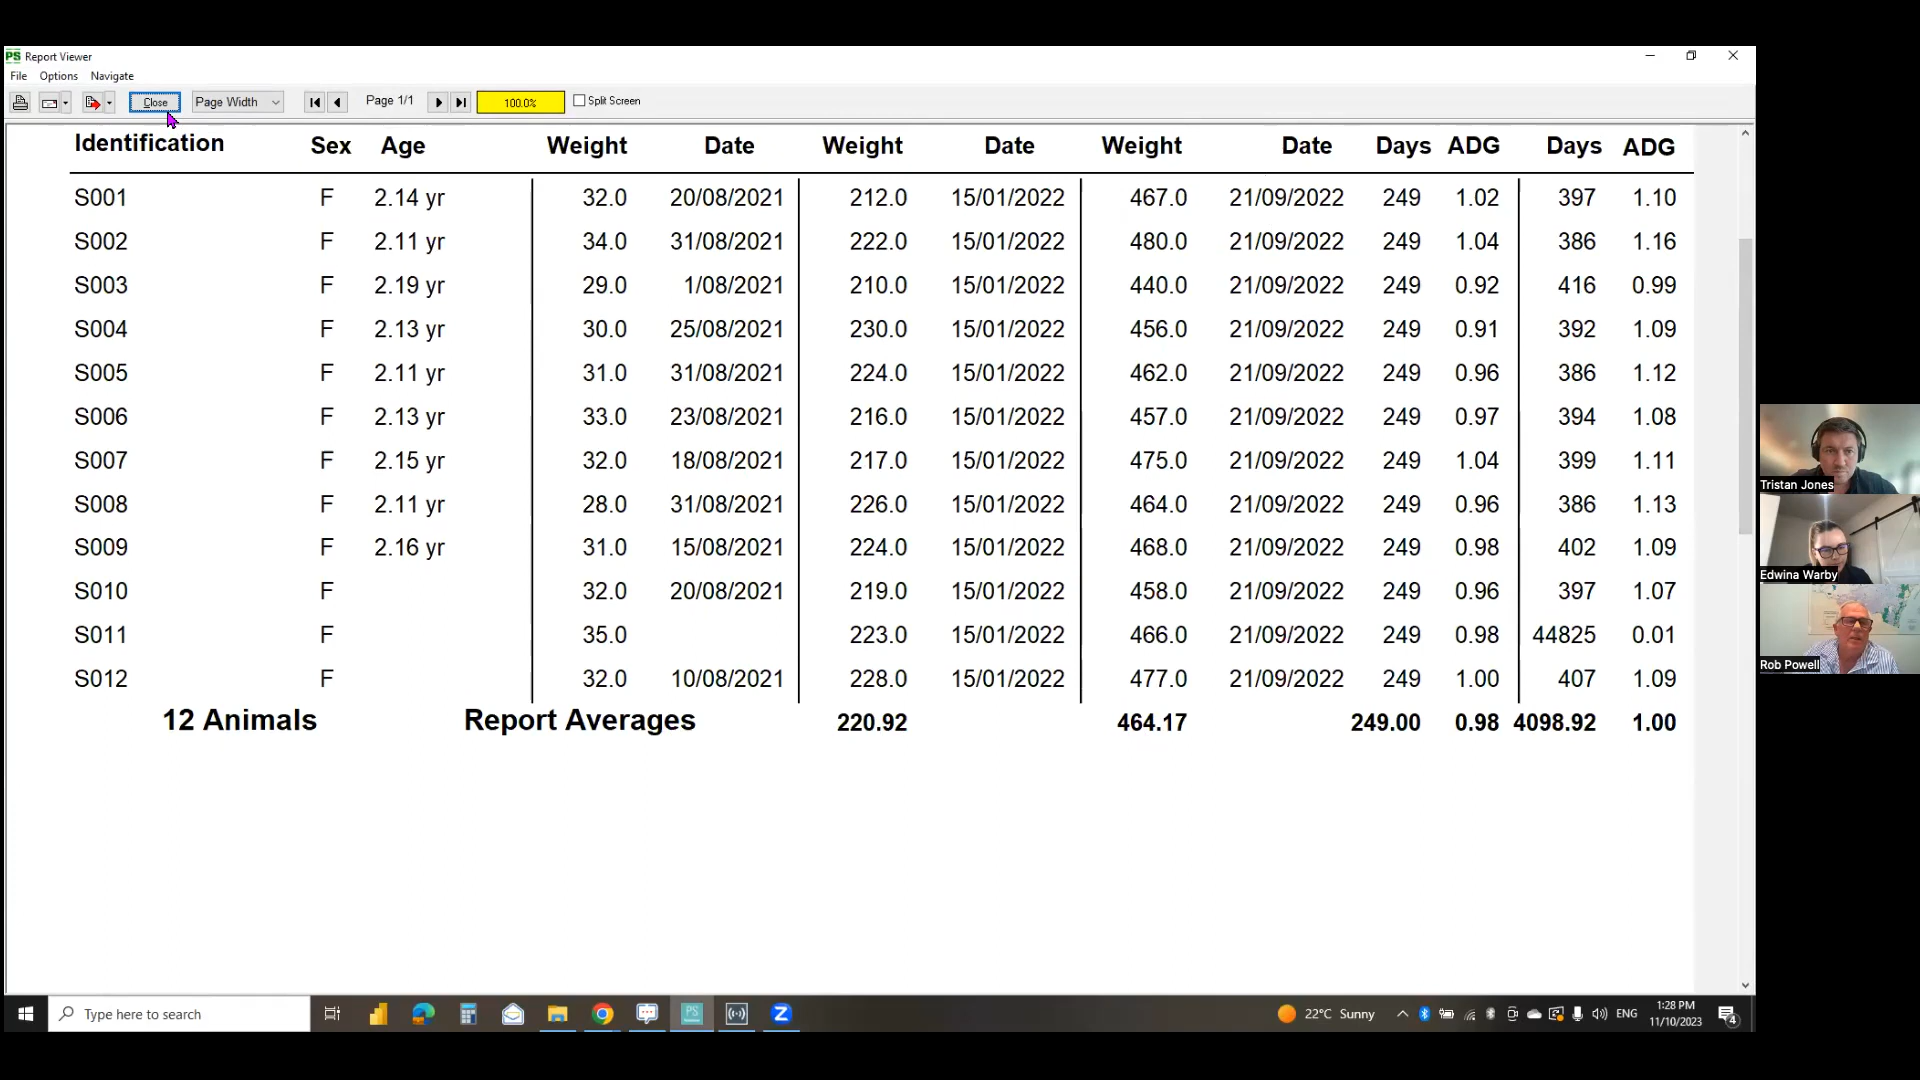 PS Report Viewer
File Options Navigate
Close Page Width Page 1/1 100.0% Split Screen
Identification Sex Age Weight Date Weight Date Weight Date Days ADG Days ADG
S001 F 2.14 yr 32.0 20/08/2021 212.0 15/01/2022 467.0 21/09/2022 249 1.02 397 1.10
S002 F 2.11 yr 34.0 31/08/2021 222.0 15/01/2022 480.0 21/09/2022 249 1.04 386 1.16
S003 F 2.19 yr 29.0 1/08/2021 210.0 15/01/2022 440.0 21/09/2022 249 0.92 416 0.99
S004 F 2.13 yr 30.0 25/08/2021 230.0 15/01/2022 456.0 21/09/2022 249 0.91 392 1.09
S005 F 2.11 yr 31.0 31/08/2021 224.0 15/01/2022 462.0 21/09/2022 249 0.96 386 1.12
S006 F 2.13 yr 33.0 23/08/2021 216.0 15/01/2022 457.0 21/09/2022 249 0.97 394 1.08
S007 F 2.15 yr 32.0 18/08/2021 217.0 15/01/2022 475.0 21/09/2022 249 1.04 399 1.11
S008 F 2.11 yr 28.0 31/08/2021 226.0 15/01/2022 464.0 21/09/2022 249 0.96 386 1.13
S009 F 2.16 yr 31.0 15/08/2021 224.0 15/01/2022 468.0 21/09/2022 249 0.98 402 1.09
S010 F 32.0 20/08/2021 219.0 15/01/2022 458.0 21/09/2022 249 0.96 397 1.07
S011 F 35.0 223.0 15/01/2022 466.0 21/09/2022 249 0.98 44825 0.01
S012 F 32.0 10/08/2021 228.0 15/01/2022 477.0 21/09/2022 249 1.00 407 1.09
12 Animals Report Averages 220.92 464.17 249.00 0.98 4098.92 1.00
Tristan Jones
Edwina Warby
Rob Powell
Type here to search PS 22°C Sunny ENG 1:28 PM
11/10/2023 4